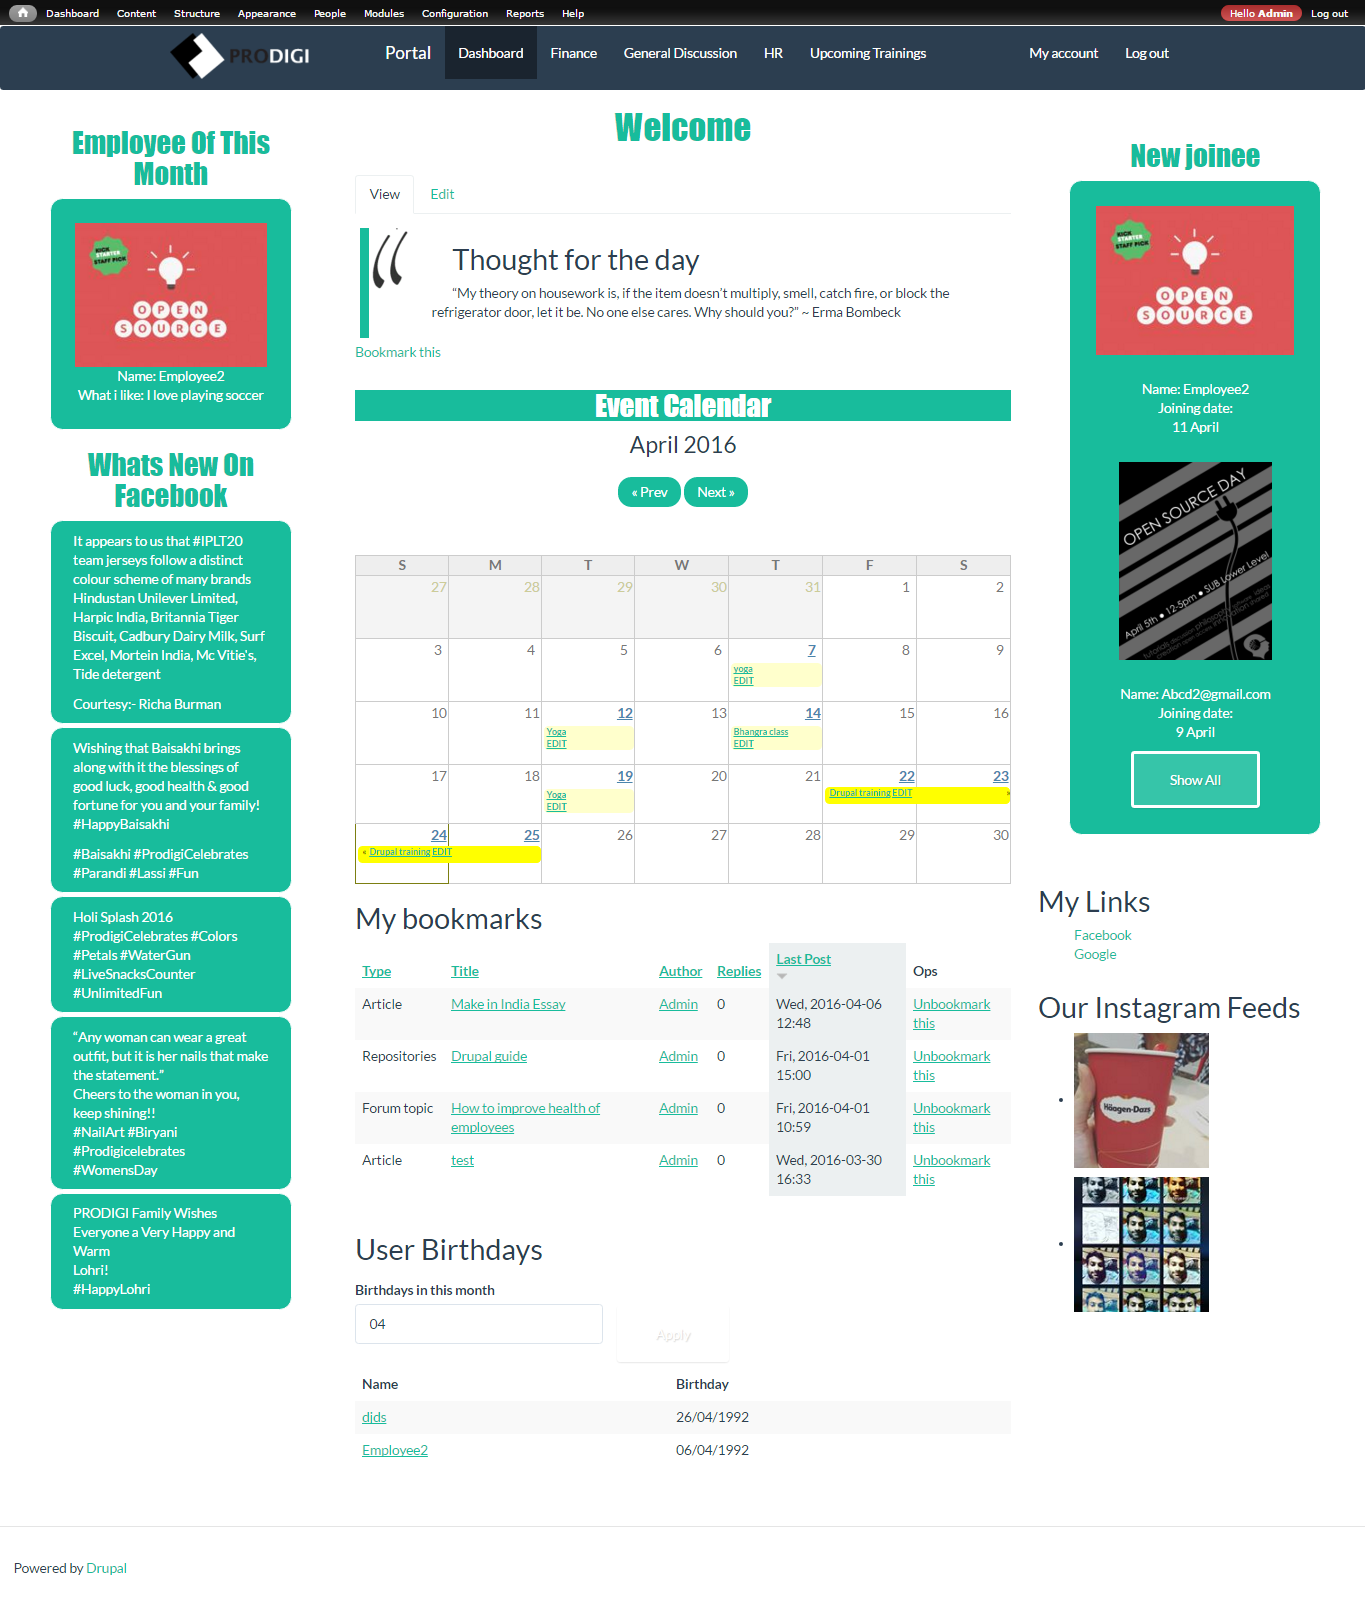 Dashboard Content Structure Appearance People Modules Configuration Reports Help Hello Admin Log out
PRODIGI Portal Dashboard Finance General Discussion HR Upcoming Trainings My account Log out
Employee Of This
Month
KICK
STARTER
STAFF PICK
OPEN
SOURCE
Name: Employee2
What i like: I love playing soccer
Whats New On
Facebook
It appears to us that #IPLT20
team jerseys follow a distinct
colour scheme of many brands
Hindustan Unilever Limited,
Harpic India, Britannia Tiger
Biscuit, Cadbury Dairy Milk, Surf
Excel, Mortein India, Mc Vitie's,
Tide detergent
Courtesy:- Richa Burman
Wishing that Baisakhi brings
along with it the blessings of
good luck, good health & good
fortune for you and your family!
#HappyBaisakhi
#Baisakhi #ProdigiCelebrates
#Parandi #Lassi #Fun
Holi Splash 2016
#ProdigiCelebrates #Colors
#Petals #WaterGun
#LiveSnacksCounter
#UnlimitedFun
“Any woman can wear a great
outfit, but it is her nails that make
the statement.”
Cheers to the woman in you,
keep shining!!
#NailArt #Biryani
#Prodigicelebrates
#WomensDay
PRODIGI Family Wishes
Everyone a Very Happy and
Warm
Lohri!
#HappyLohri
Welcome
View Edit
“
Thought for the day
“My theory on housework is, if the item doesn’t multiply, smell, catch fire, or block the
refrigerator door, let it be. No one else cares. Why should you?” ~ Erma Bombeck
Bookmark this
Event Calendar
April 2016
« Prev Next »
S M T W T F S
27 28 29 30 31 1 2
3 4 5 6 7 8 9
yoga
EDIT
10 11 12 13 14 15 16
Yoga Bhangra class
EDIT EDIT
17 18 19 20 21 22 23
Yoga Drupal training EDIT »
EDIT
24 25 26 27 28 29 30
« Drupal training EDIT
My bookmarks
Type Title Author Replies Last Post Ops
Article Make in India Essay Admin 0 Wed, 2016-04-06 Unbookmark
12:48 this
Repositories Drupal guide Admin 0 Fri, 2016-04-01 Unbookmark
15:00 this
Forum topic How to improve health of Admin 0 Fri, 2016-04-01 Unbookmark
employees 10:59 this
Article test Admin 0 Wed, 2016-03-30 Unbookmark
16:33 this
User Birthdays
Birthdays in this month
04 Apply
Name Birthday
djds 26/04/1992
Employee2 06/04/1992
New joinee
KICK
STARTER
STAFF PICK
OPEN
SOURCE
Name: Employee2
Joining date:
11 April
OPEN SOURCE DAY
April 5th • 12-5pm • SUB Lower Level
Name: Abcd2@gmail.com
Joining date:
9 April
Show All
My Links
Facebook
Google
Our Instagram Feeds
Häagen-Dazs
Powered by Drupal